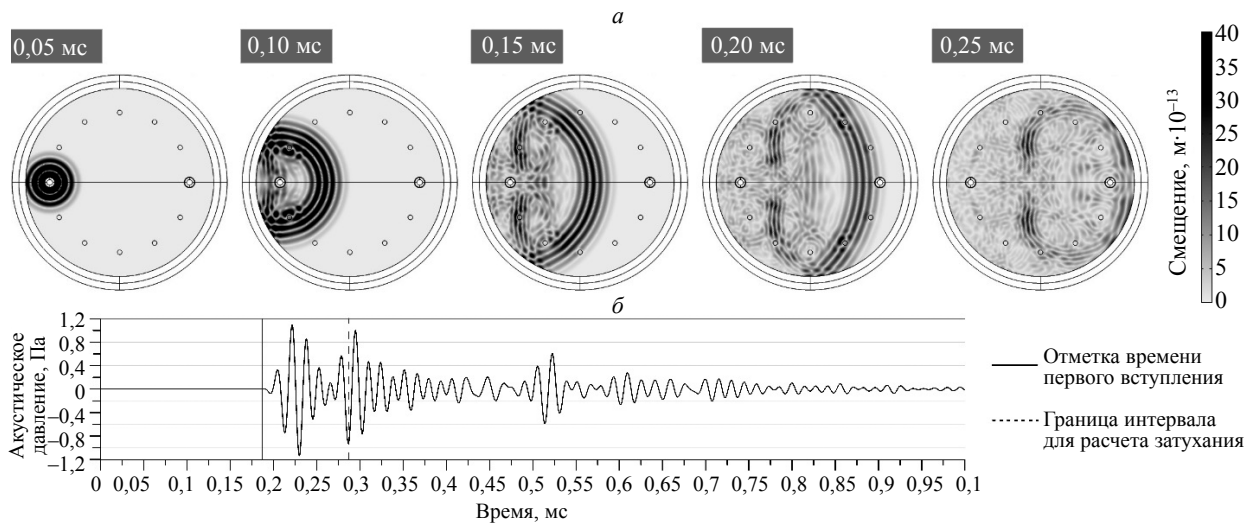 а
0,05 мс 0,10 мс 0,15 мс 0,20 мс 0,25 мс
40
35
30
25
20
15
10
5
0
Смещение, м·10⁻¹³
б
1,2
0,8
0,4
0
−0,4
−0,8
−1,2
Акустическое
давление, Па
0 0,05 0,1 0,15 0,2 0,25 0,3 0,35 0,4 0,45 0,5 0,55 0,6 0,65 0,7 0,75 0,8 0,85 0,9 0,95 0,1
Время, мс
Отметка времени
первого вступления
Граница интервала
для расчета затухания